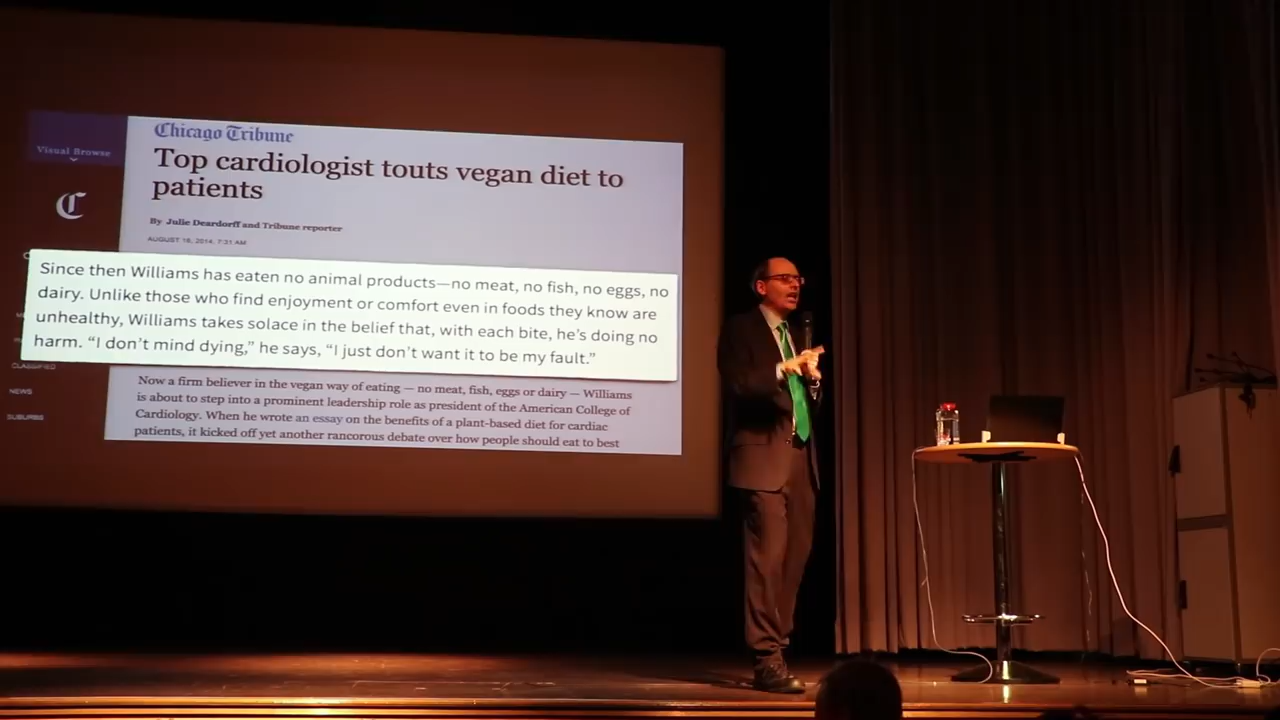 Visual Browse
Chicago Tribune
Top cardiologist touts vegan diet to
patients
By Julie Deardorff and Tribune reporter
AUGUST 18, 2014, 7:31 AM
Since then Williams has eaten no animal products—no meat, no fish, no eggs, no
dairy. Unlike those who find enjoyment or comfort even in foods they know are
unhealthy, Williams takes solace in the belief that, with each bite, he's doing no
harm. “I don't mind dying,” he says, “I just don't want it to be my fault.”
CLASSIFIED
NEWS
SUBURBS
Now a firm believer in the vegan way of eating — no meat, fish, eggs or dairy — Williams
is about to step into a prominent leadership role as president of the American College of
Cardiology. When he wrote an essay on the benefits of a plant-based diet for cardiac
patients, it kicked off yet another rancorous debate over how people should eat to best